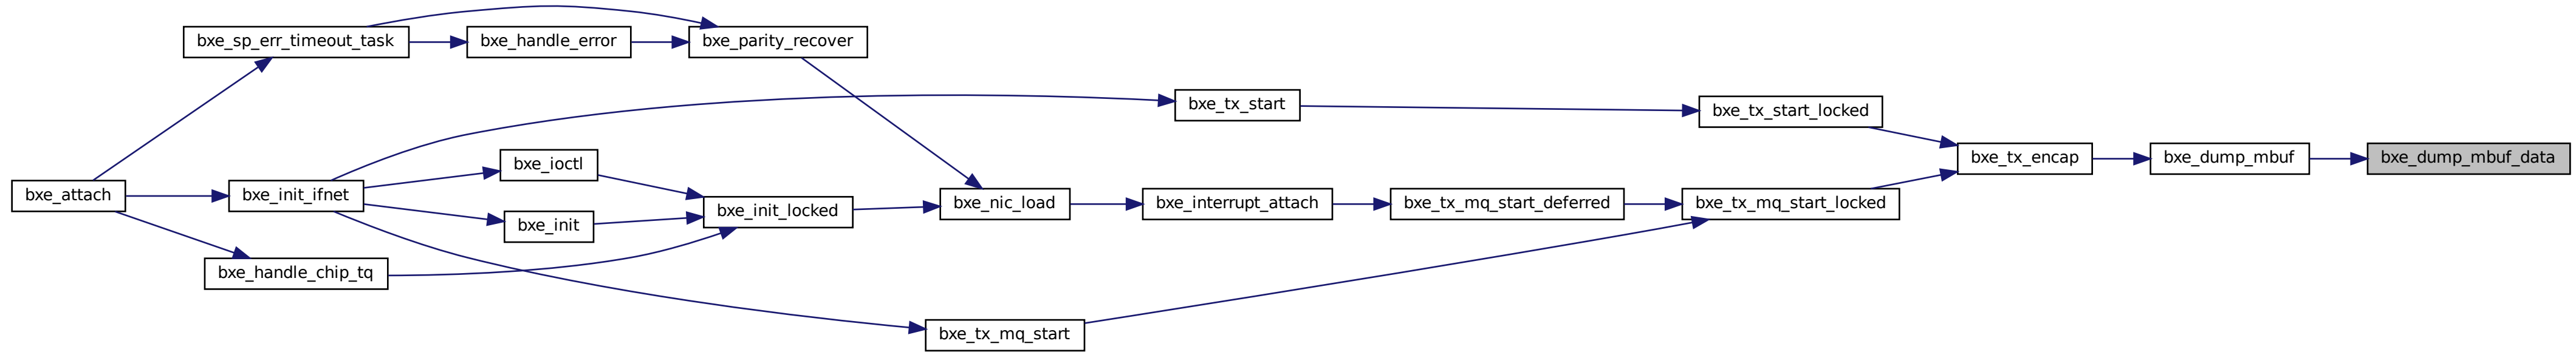 bxe_sp_err_timeout_task
bxe_handle_error
bxe_parity_recover
bxe_tx_start
bxe_tx_start_locked
bxe_ioctl
bxe_tx_encap
bxe_dump_mbuf
bxe_dump_mbuf_data
bxe_attach
bxe_init_ifnet
bxe_init
bxe_init_locked
bxe_nic_load
bxe_interrupt_attach
bxe_tx_mq_start_deferred
bxe_tx_mq_start_locked
bxe_handle_chip_tq
bxe_tx_mq_start